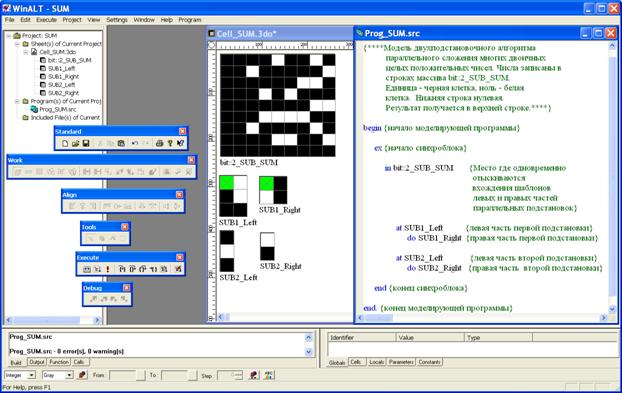 WinALT - SUM
File Edit Execute Project View Settings Window Help Program
Project: SUM
Sheet(s) of Current Project
Cell_SUM.3do
bit::2_SUB_SUM
SUB1_Left
SUB1_Right
SUB2_Left
SUB2_Right
Program(s) of Current Proj
Prog_SUM.src
Included File(s) of Current
Standard
Work
Align
Tools
Execute
Debug
Cell_SUM.3do*
bit::2_SUB_SUM
SUB1_Left
SUB1_Right
SUB2_Left
SUB2_Right
Prog_SUM.src
{****Модель двухподстановочного алгоритма
параллельного сложения многих двоичных
целых положительных чисел. Числа записаны в
строках массива bit::2_SUB_SUM.
Единица - черная клетка, ноль - белая
клетка. Нижняя строка нулевая.
Результат получается в верхней строке.****}
begin {начало моделирующей программы}
ex {начало синхроблока}
in bit::2_SUB_SUM {Место где одновременно
отыскиваются
вхождения шаблонов
левых и правых частей
параллельных подстановок}
at SUB1_Left {левая часть первой подстановки}
do SUB1_Right {правая часть первой подстановки}
at SUB2_Left {левая часть второй подстановки}
do SUB2_Right {правая часть второй подстановки}
end {конец синхроблока}
end {конец моделирующей программы}
Prog_SUM.src
Prog_SUM.src - 0 error(s), 0 warning(s)
Build Output Function Calls
Identifier Value Type
Globals Cells Locals Parameters Constants
Integer Gray From: To: Step: 0
For Help, press F1